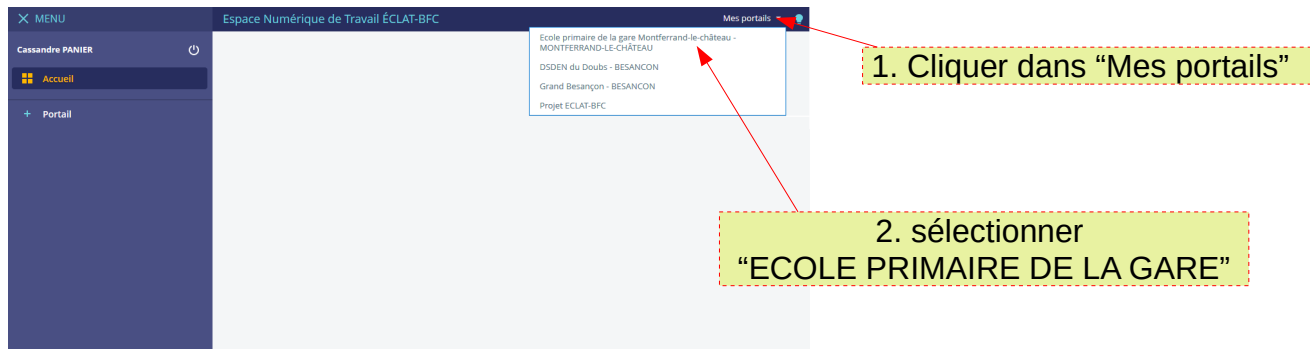 MENU
Espace Numérique de Travail ÉCLAT-BFC
Mes portails
Cassandre PANIER
Accueil
+ Portail
Ecole primaire de la gare Montferrand-le-château -
MONTFERRAND-LE-CHÂTEAU
DSDEN du Doubs - BESANCON
Grand Besançon - BESANCON
Projet ECLAT-BFC
1. Cliquer dans “Mes portails”
2. sélectionner
“ECOLE PRIMAIRE DE LA GARE”